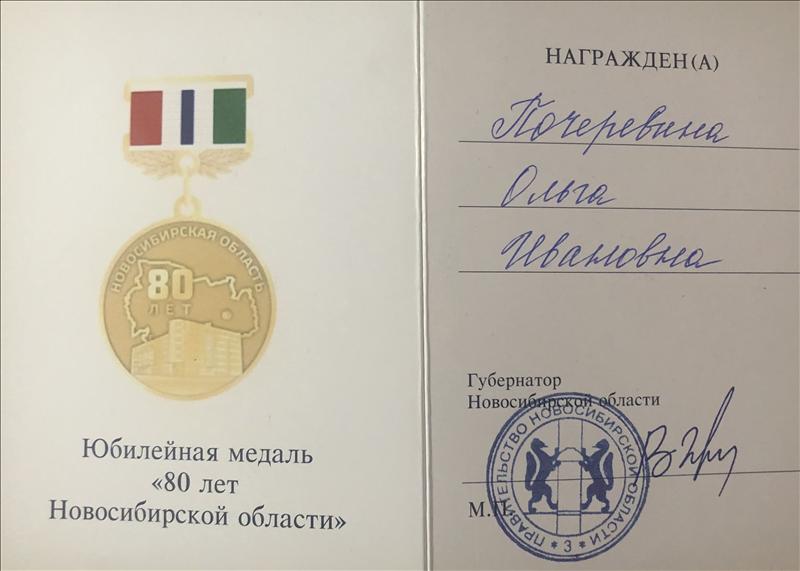 НОВОСИБИРСКАЯ ОБЛАСТЬ
80
ЛЕТ
Юбилейная медаль
«80 лет
Новосибирской области»
НАГРАЖДЕН(А)
Почеревина
Ольга
Ивановна
Губернатор
Новосибирской области
М.П.
ПРАВИТЕЛЬСТВО НОВОСИБИРСКОЙ ОБЛАСТИ
* 3 *